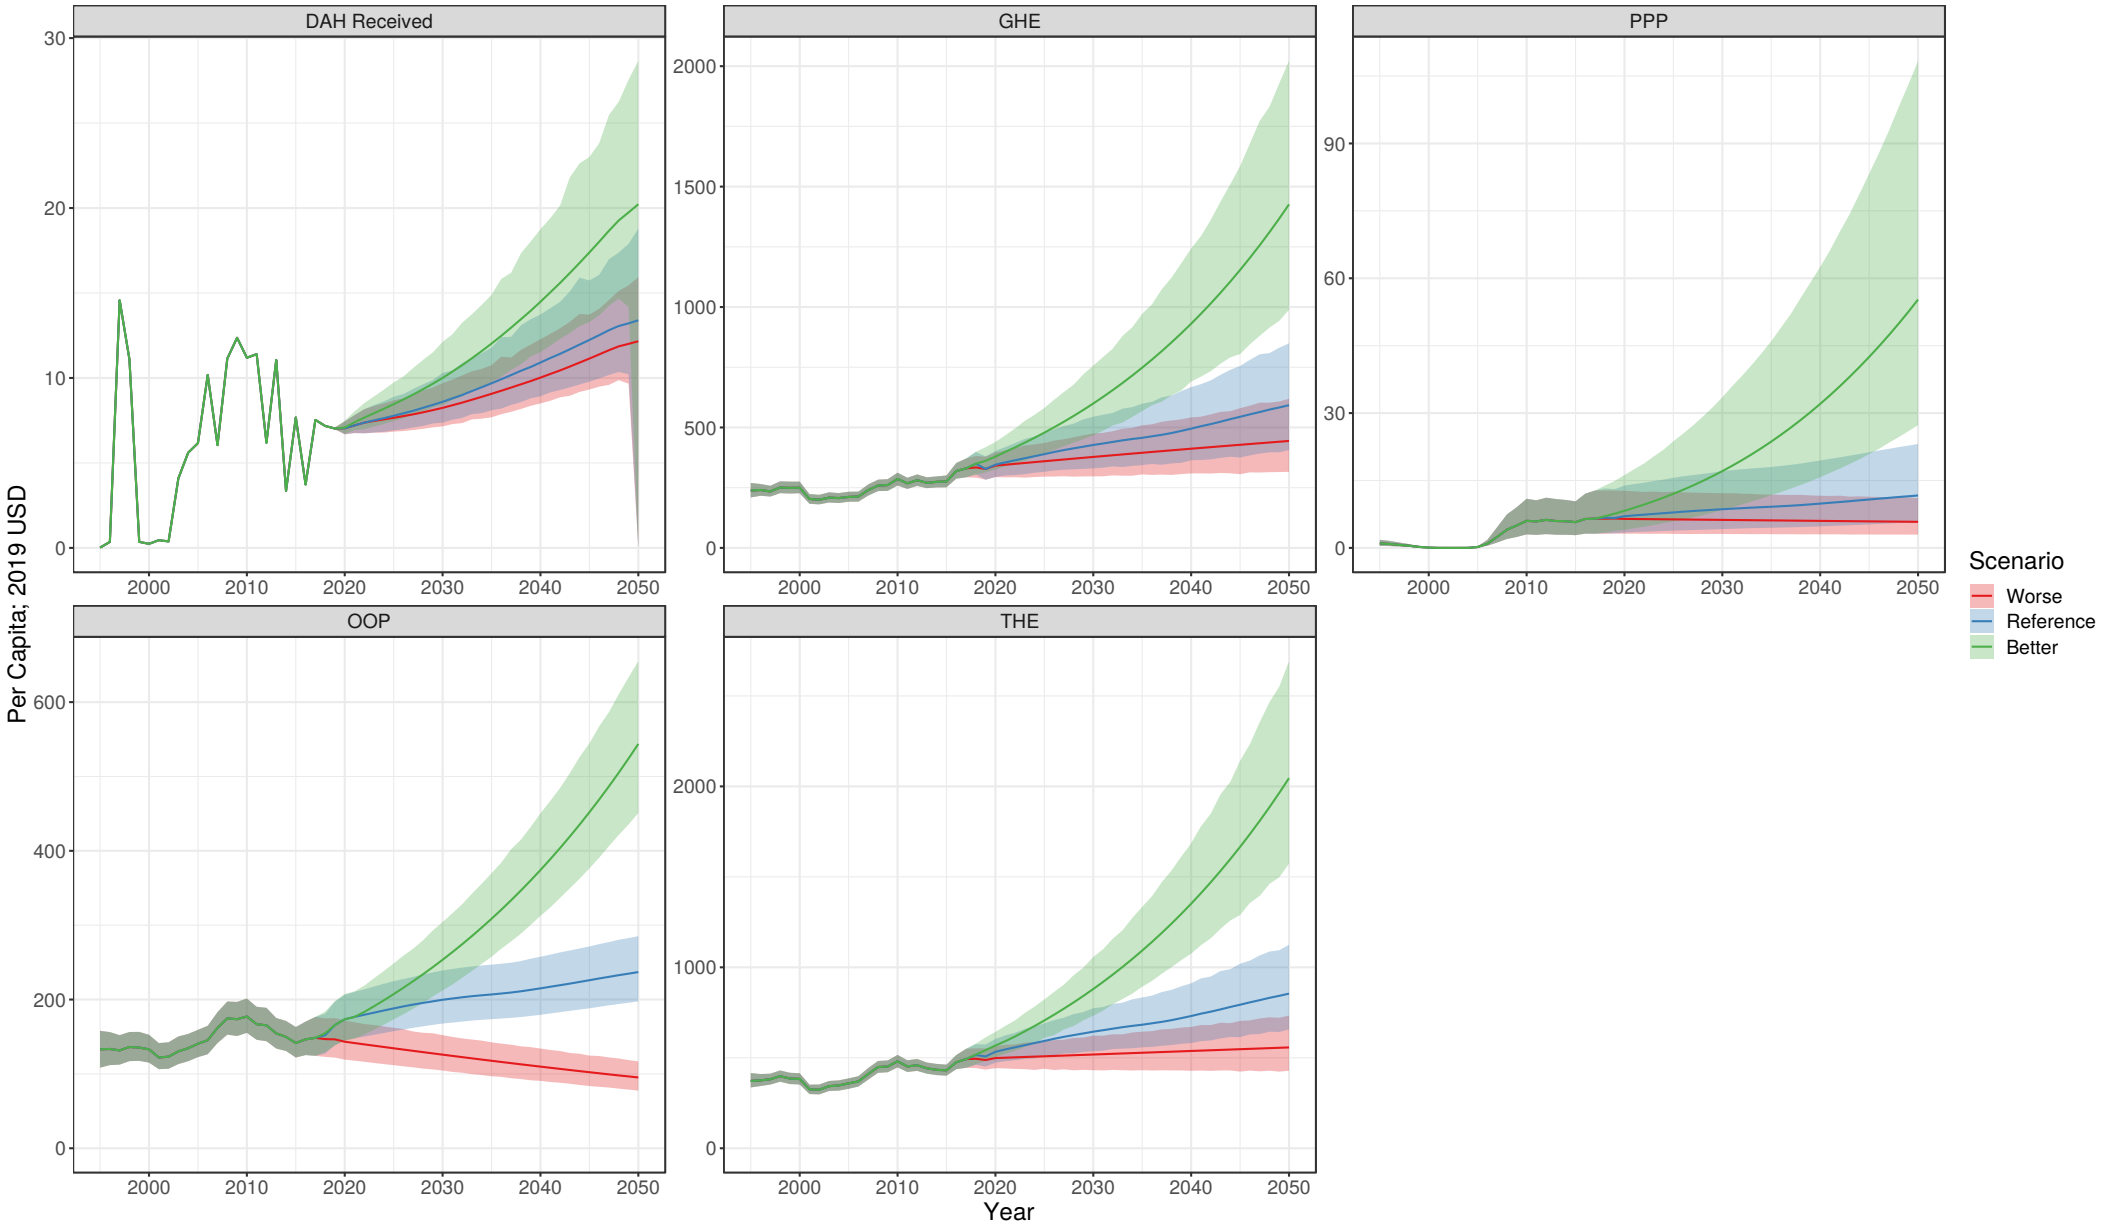 DAH Received
GHE
PPP
30
20
10
0
2000
1500
1000
500
0
90
60
30
0
2000 2010 2020 2030 2040 2050
2000 2010 2020 2030 2040 2050
2000 2010 2020 2030 2040 2050
OOP
THE
600
400
200
0
2000
1000
0
2000 2010 2020 2030 2040 2050
2000 2010 2020 2030 2040 2050
Year
Per Capita; 2019 USD
Scenario
Worse
Reference
Better